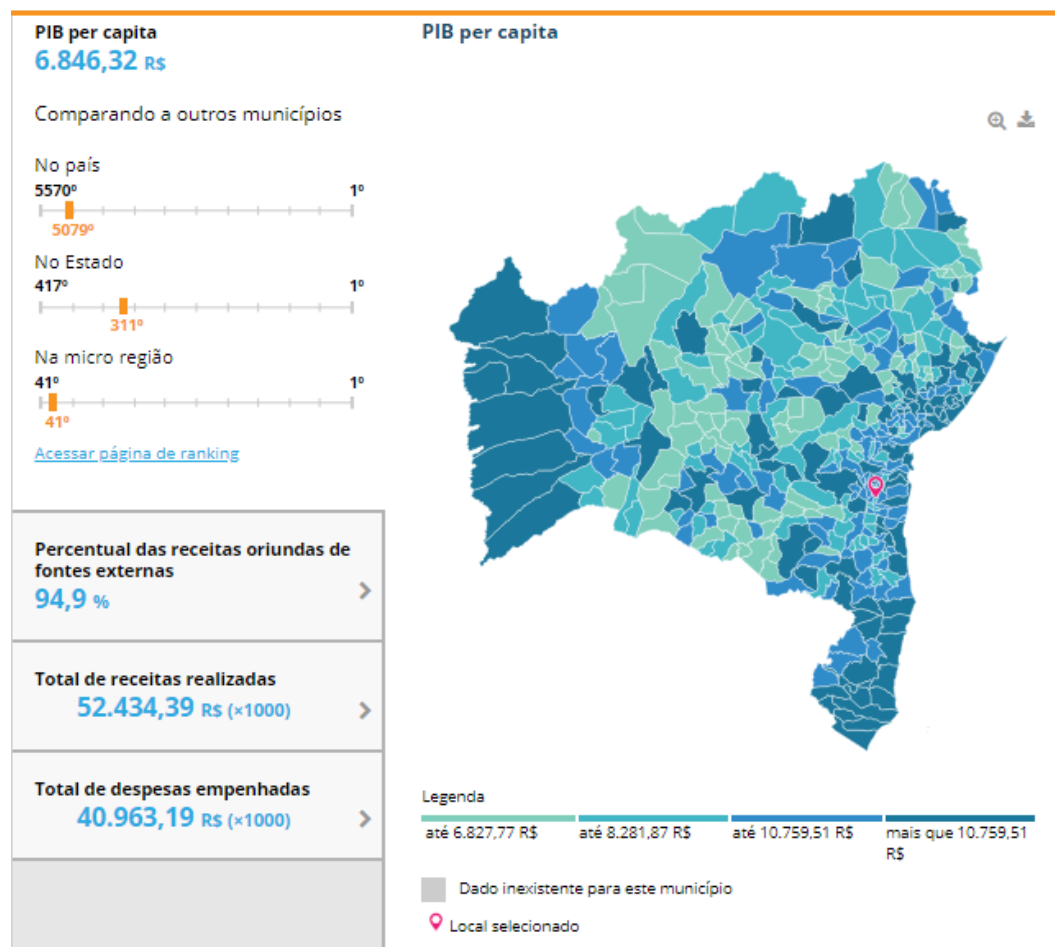 PIB per capita
6.846,32 R$
Comparando a outros municípios
No país
5570º 1º
5079º
No Estado
417º 1º
311º
Na micro região
41º 1º
41º
Acessar página de ranking
Percentual das receitas oriundas de
fontes externas
94,9 %
Total de receitas realizadas
52.434,39 R$ (×1000)
Total de despesas empenhadas
40.963,19 R$ (×1000)
PIB per capita
Legenda
até 6.827,77 R$ até 8.281,87 R$ até 10.759,51 R$ mais que 10.759,51
R$
Dado inexistente para este município
Local selecionado